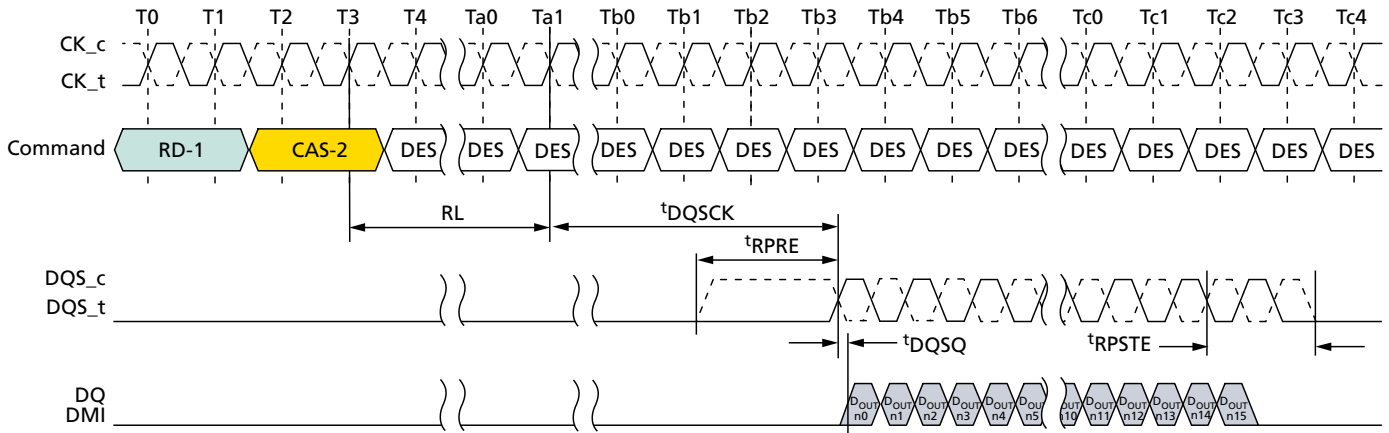 T0 T1 T2 T3 T4 Ta0 Ta1 Tb0 Tb1 Tb2 Tb3 Tb4 Tb5 Tb6 Tc0 Tc1 Tc2 Tc3 Tc4
CK_c
CK_t
Command RD-1 CAS-2 DES DES DES DES DES DES DES DES DES DES DES DES DES DES DES
RL tDQSCK
tRPRE
DQS_c
DQS_t
tDQSQ tRPSTE
DQ
DMI
DOUT DOUT DOUT DOUT DOUT DOUT DOUT DOUT DOUT DOUT DOUT DOUT
n0 n1 n2 n3 n4 n5 n10 n11 n12 n13 n14 n15